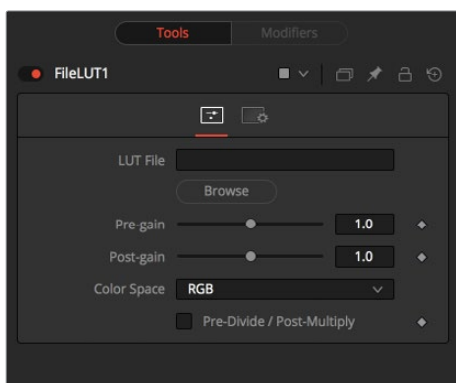 Tools Modifiers
FileLUT1
LUT File
Browse
Pre-gain 1.0
Post-gain 1.0
Color Space RGB
Pre-Divide / Post-Multiply